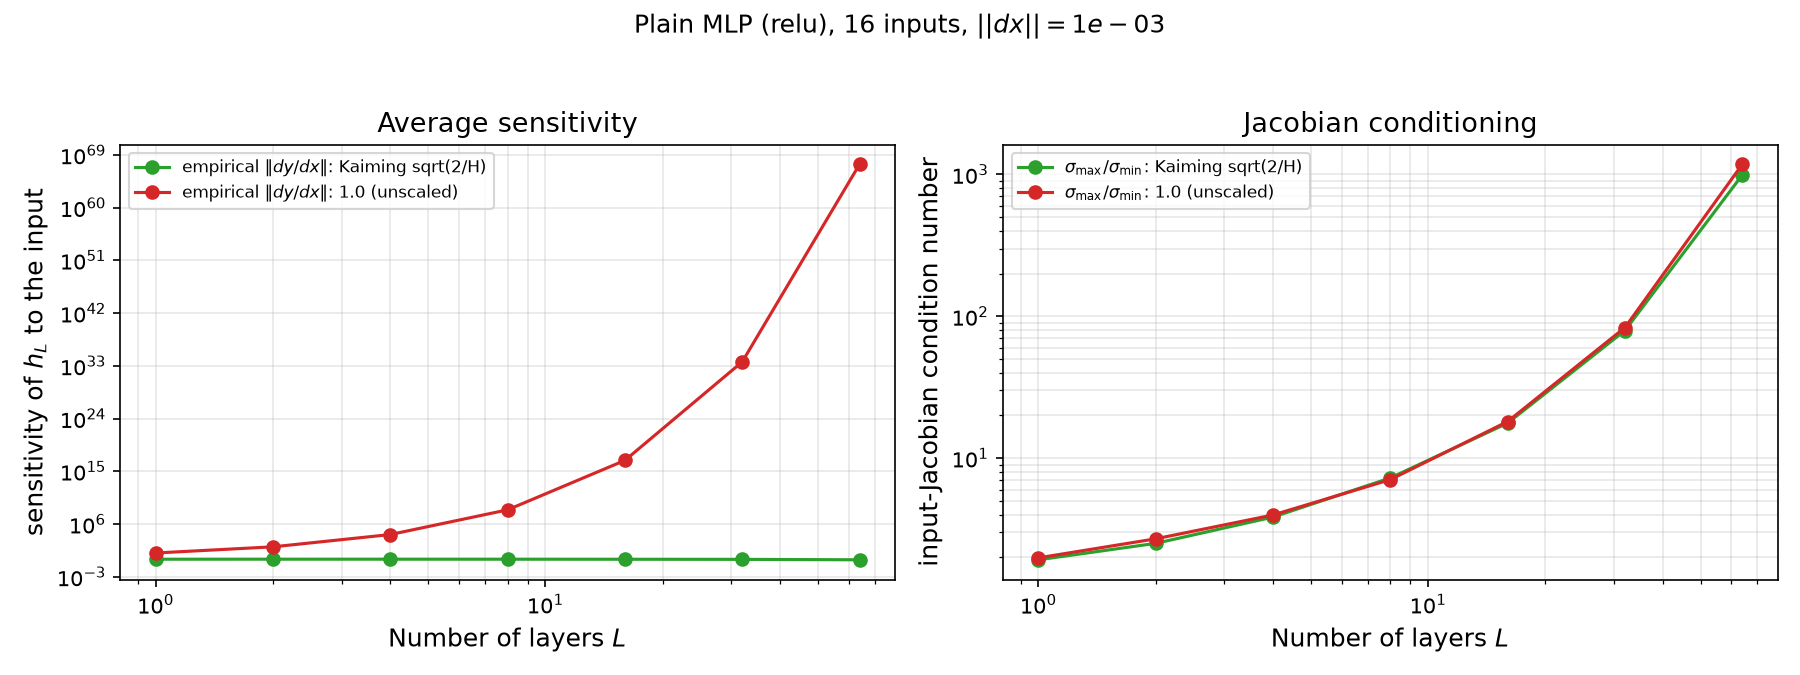 Plain MLP (relu), 16 inputs, ||dx|| = 1e − 03
Average sensitivity
sensitivity of h_L to the input
10^69
10^60
10^51
10^42
10^33
10^24
10^15
10^6
10^−3
empirical ‖dy/dx‖: Kaiming sqrt(2/H)
empirical ‖dy/dx‖: 1.0 (unscaled)
10^0
10^1
Number of layers L
Jacobian conditioning
input-Jacobian condition number
10^3
10^2
10^1
σ_max/σ_min: Kaiming sqrt(2/H)
σ_max/σ_min: 1.0 (unscaled)
10^0
10^1
Number of layers L